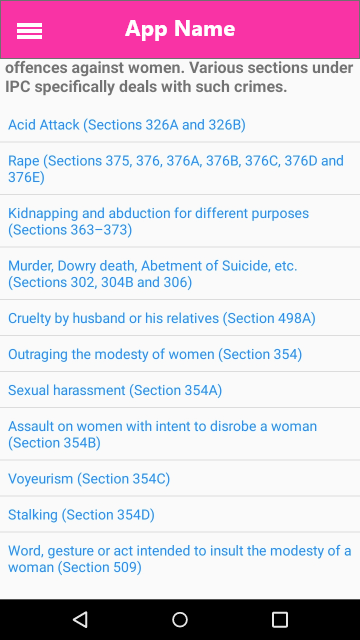 App Name
offences against women. Various sections under
IPC specifically deals with such crimes.
Acid Attack (Sections 326A and 326B)
Rape (Sections 375, 376, 376A, 376B, 376C, 376D and
376E)
Kidnapping and abduction for different purposes
(Sections 363–373)
Murder, Dowry death, Abetment of Suicide, etc.
(Sections 302, 304B and 306)
Cruelty by husband or his relatives (Section 498A)
Outraging the modesty of women (Section 354)
Sexual harassment (Section 354A)
Assault on women with intent to disrobe a woman
(Section 354B)
Voyeurism (Section 354C)
Stalking (Section 354D)
Word, gesture or act intended to insult the modesty of a
woman (Section 509)